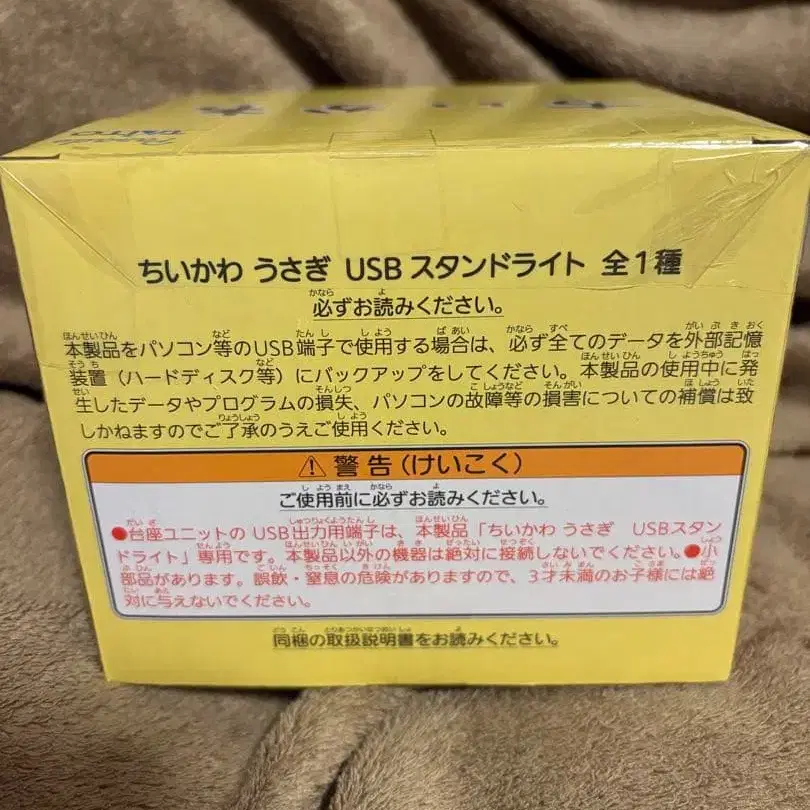 ちいかわ
TAITO
ちいかわ うさぎ USBスタンドライト 全1種
必ずお読みください。
本製品をパソコン等のUSB端子で使用する場合は、必ず全てのデータを外部記憶
装置（ハードディスク等）にバックアップをしてください。本製品の使用中に発
生したデータやプログラムの損失、パソコンの故障等の損害についての補償は致
しかねますのでご了承のうえご使用ください。
⚠警告（けいこく）
ご使用前に必ずお読みください。
●台座ユニットのUSB出力用端子は、本製品「ちいかわ うさぎ USBスタン
ドライト」専用です。本製品以外の機器は絶対に接続しないでください。●小
部品があります。誤飲・窒息の危険がありますので、3才未満のお子様には絶
対に与えないでください。
同梱の取扱説明書をお読みください。